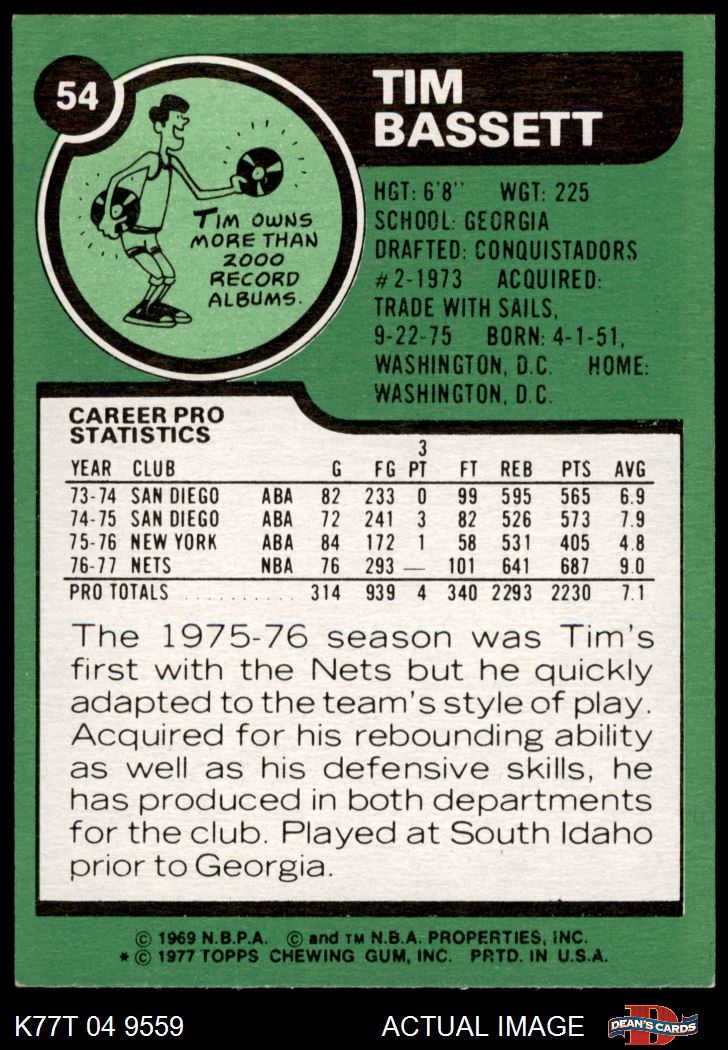 54
TIM
BASSETT
TIM OWNS
MORE THAN
2000
RECORD
ALBUMS.
HGT: 6'8" WGT: 225
SCHOOL: GEORGIA
DRAFTED: CONQUISTADORS
#2-1973 ACQUIRED:
TRADE WITH SAILS,
9-22-75 BORN: 4-1-51,
WASHINGTON, D.C. HOME:
WASHINGTON, D.C.
CAREER PRO
STATISTICS
YEAR CLUB G FG 3 PT FT REB PTS AVG
73-74 SAN DIEGO ABA 82 233 0 99 595 565 6.9
74-75 SAN DIEGO ABA 72 241 3 82 526 573 7.9
75-76 NEW YORK ABA 84 172 1 58 531 405 4.8
76-77 NETS NBA 76 293 — 101 641 687 9.0
PRO TOTALS .......... 314 939 4 340 2293 2230 7.1
The 1975-76 season was Tim's
first with the Nets but he quickly
adapted to the team's style of play.
Acquired for his rebounding ability
as well as his defensive skills, he
has produced in both departments
for the club. Played at South Idaho
prior to Georgia.
© 1969 N.B.P.A. © and TM N.B.A. PROPERTIES, INC.
* © 1977 TOPPS CHEWING GUM, INC. PRTD. IN U.S.A.
K77T 04 9559 ACTUAL IMAGE D DEAN'S CARDS